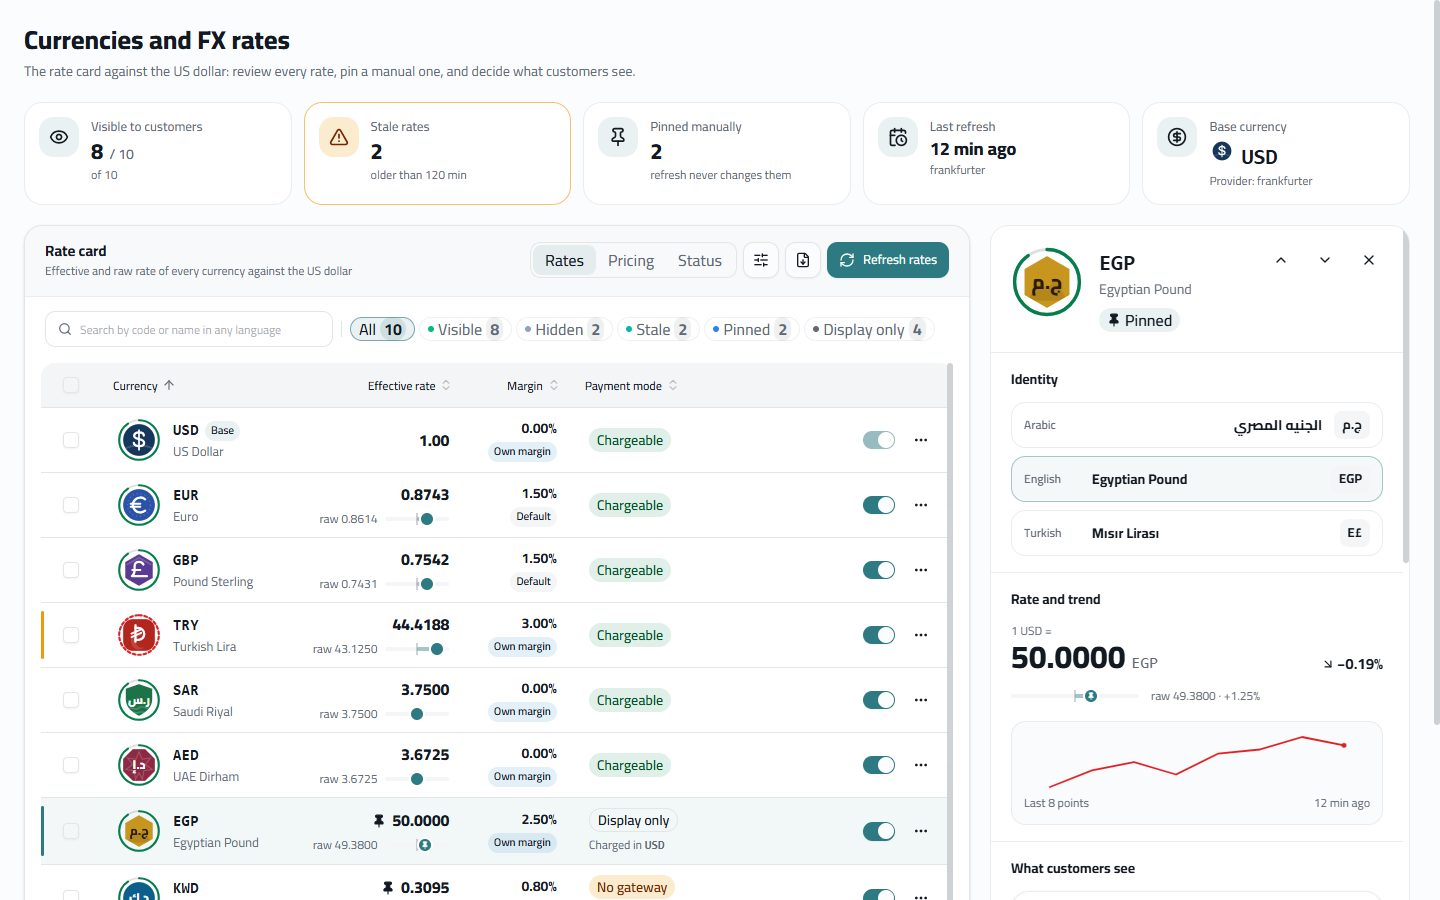 Currencies and FX rates
The rate card against the US dollar: review every rate, pin a manual one, and decide what customers see.
Visible to customers
8 / 10
of 10
Stale rates
2
older than 120 min
Pinned manually
2
refresh never changes them
Last refresh
12 min ago
frankfurter
Base currency
$ USD
Provider: frankfurter
Rate card
Effective and raw rate of every currency against the US dollar
Rates Pricing Status
Refresh rates
Search by code or name in any language
All 10 Visible 8 Hidden 2 Stale 2 Pinned 2 Display only 4
Currency Effective rate Margin Payment mode
$ USD Base 1.00 0.00% Chargeable
US Dollar Own margin
€ EUR 0.8743 1.50% Chargeable
Euro raw 0.8614 Default
£ GBP 0.7542 1.50% Chargeable
Pound Sterling raw 0.7431 Default
₺ TRY 44.4188 3.00% Chargeable
Turkish Lira raw 43.1250 Own margin
ر.س SAR 3.7500 0.00% Chargeable
Saudi Riyal raw 3.7500 Own margin
د.إ AED 3.6725 0.00% Chargeable
UAE Dirham raw 3.6725 Own margin
ج.م EGP 50.0000 2.50% Display only
Egyptian Pound raw 49.3800 Own margin Charged in USD
KWD 0.3095 0.80% No gateway
ج.م
EGP
Egyptian Pound
Pinned
Identity
Arabic الجنيه المصري ج.م
English Egyptian Pound EGP
Turkish Mısır Lirası E£
Rate and trend
1 USD =
50.0000 EGP −0.19%
raw 49.3800 · +1.25%
Last 8 points 12 min ago
What customers see